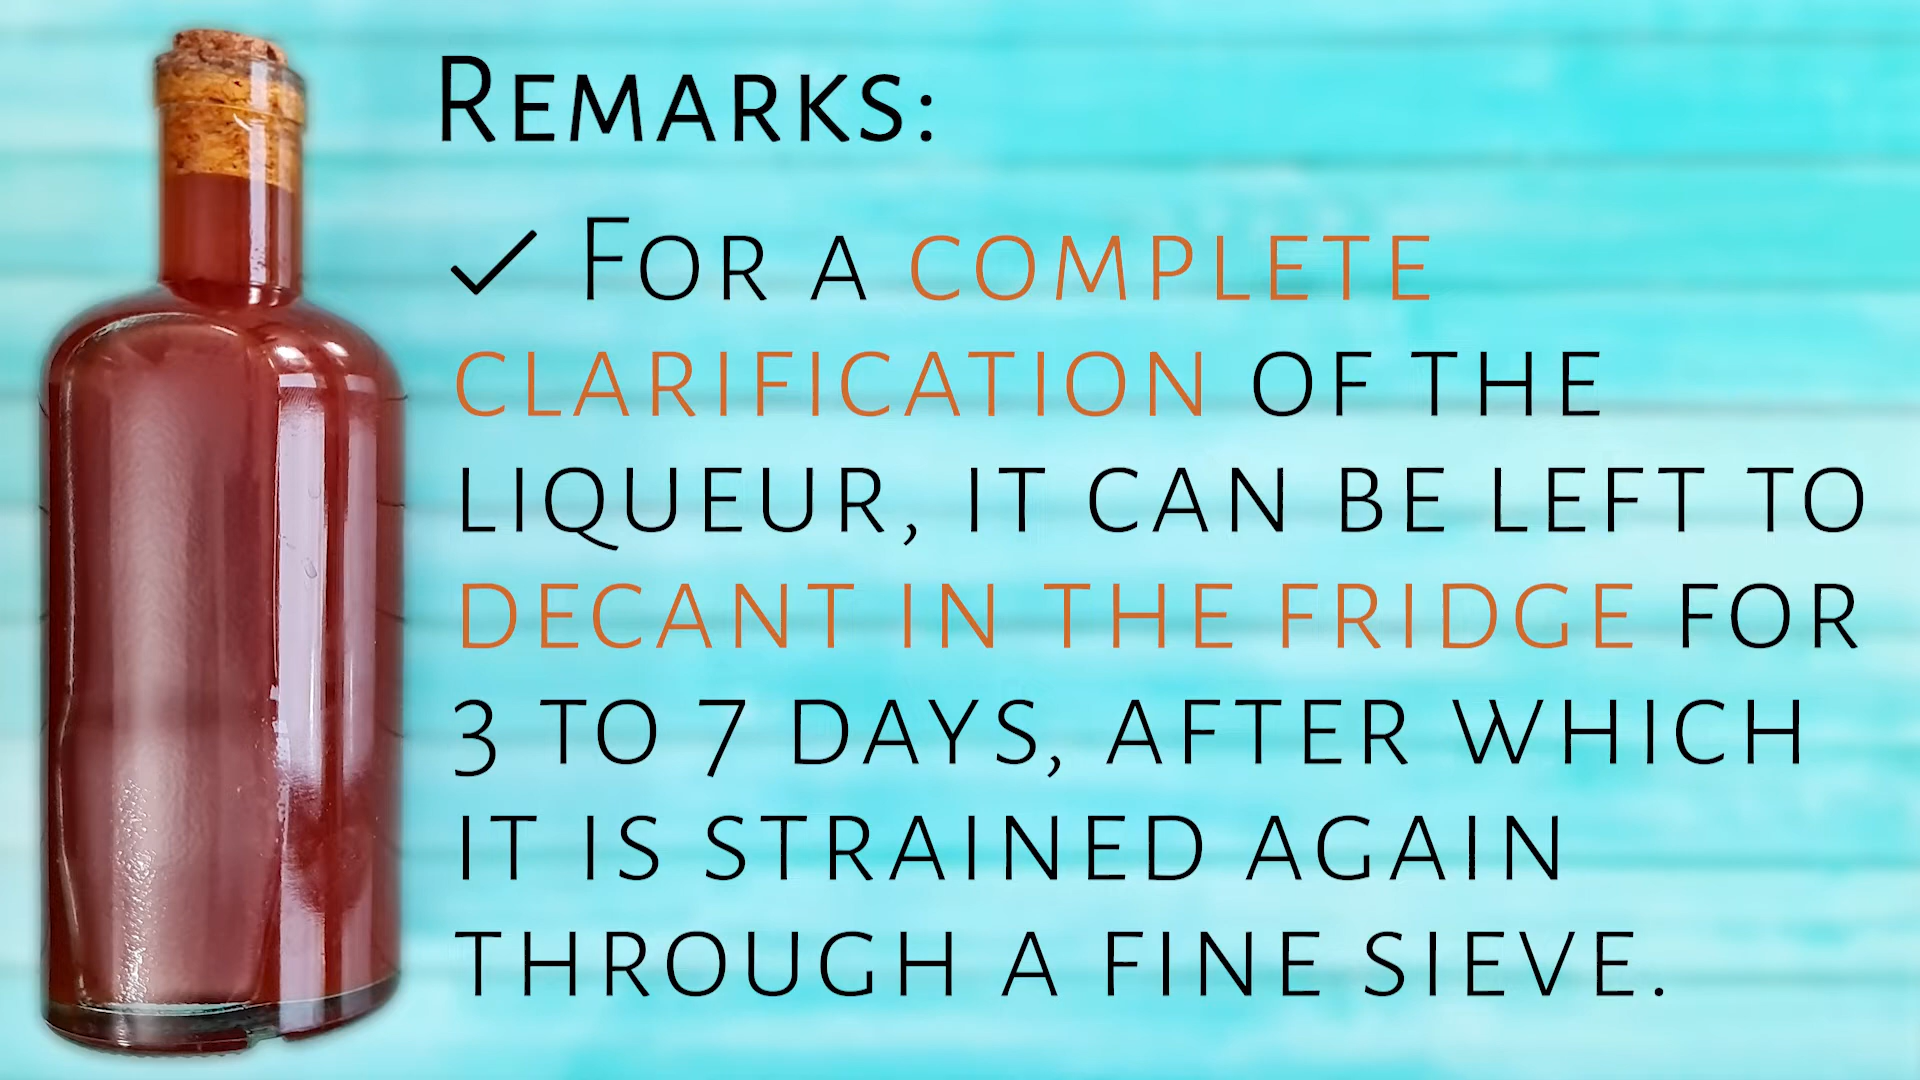 Remarks:
✓ For a complete
clarification of the
liqueur, it can be left to
decant in the fridge for
3 to 7 days, after which
it is strained again
through a fine sieve.